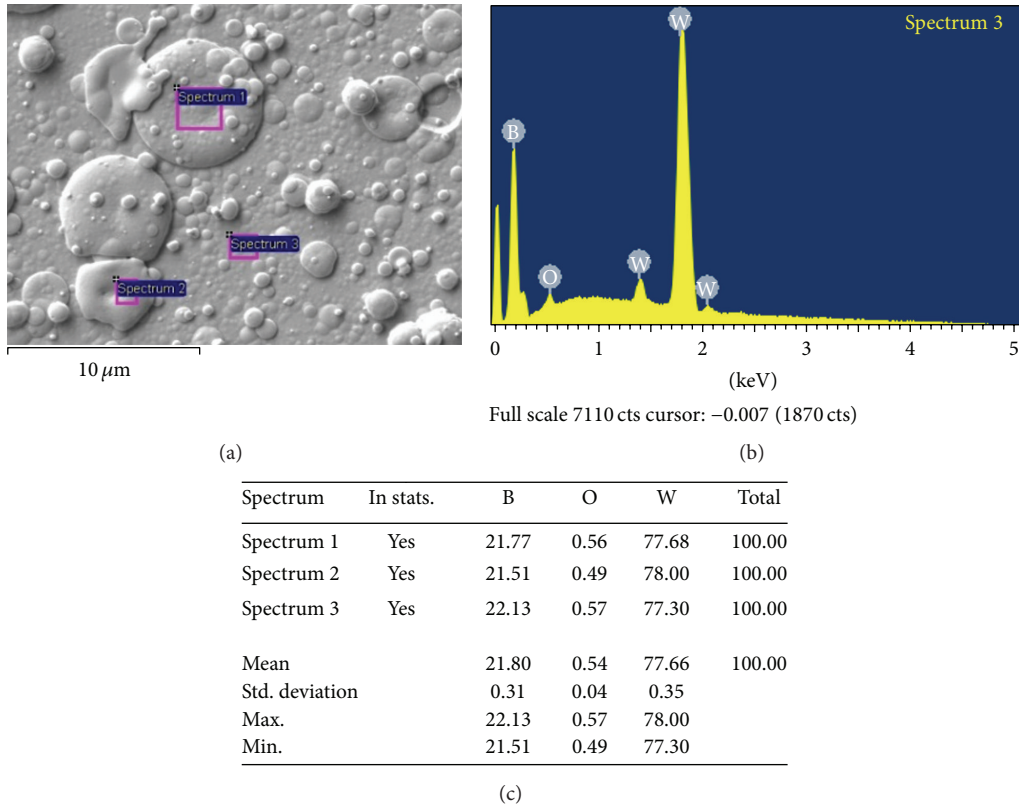 Spectrum 1
Spectrum 3
Spectrum 2
10 μm
(a)
Spectrum 3
W
B
O
W
W
0 1 2 3 4 5
(keV)
Full scale 7110 cts cursor: −0.007 (1870 cts)
(b)
Spectrum In stats. B O W Total
Spectrum 1 Yes 21.77 0.56 77.68 100.00
Spectrum 2 Yes 21.51 0.49 78.00 100.00
Spectrum 3 Yes 22.13 0.57 77.30 100.00
Mean 21.80 0.54 77.66 100.00
Std. deviation 0.31 0.04 0.35
Max. 22.13 0.57 78.00
Min. 21.51 0.49 77.30
(c)